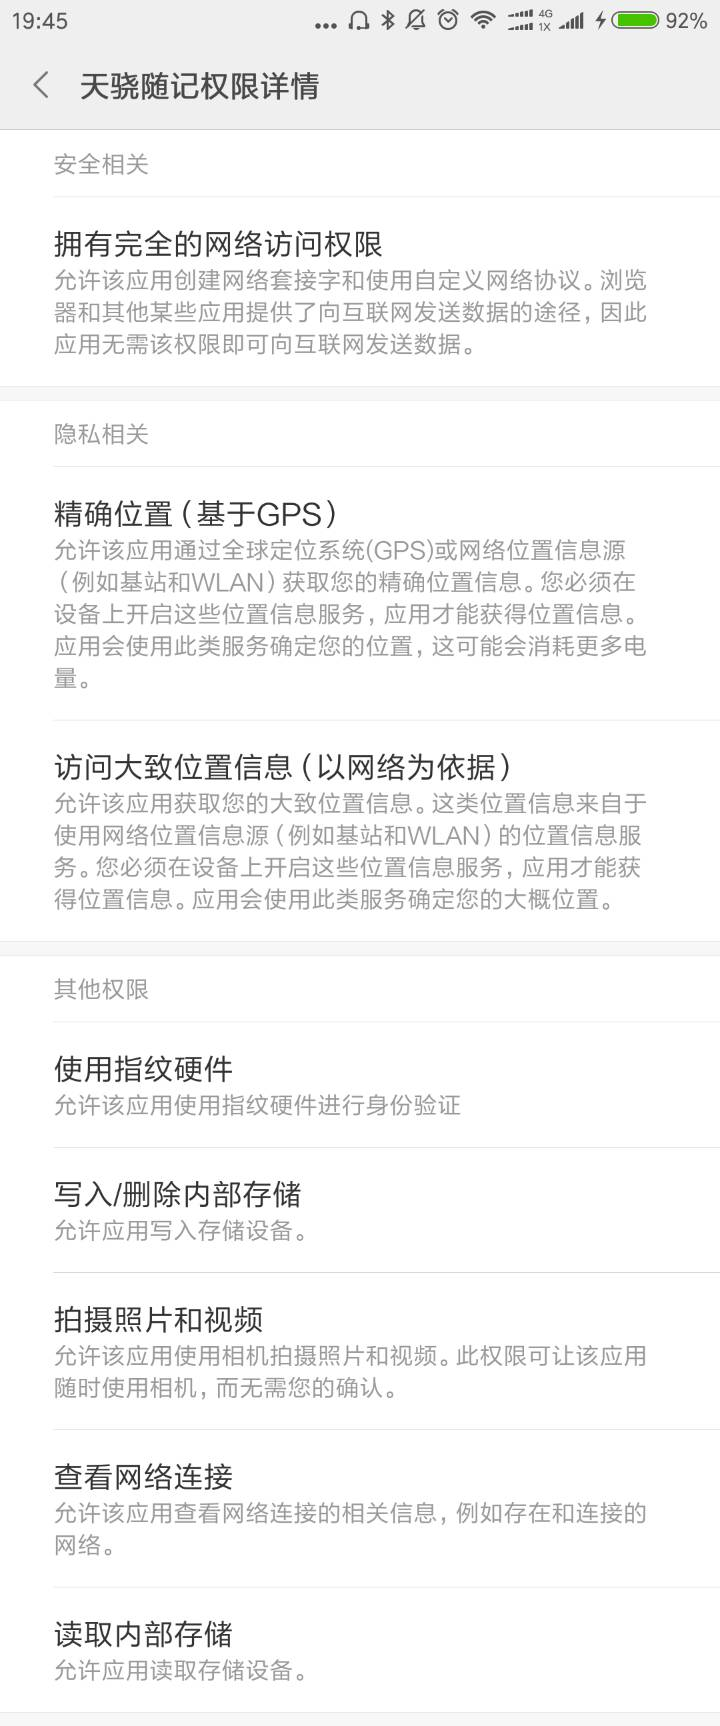 19:45
4G
1X
92%
天骁随记权限详情
安全相关
拥有完全的网络访问权限
允许该应用创建网络套接字和使用自定义网络协议。浏览
器和其他某些应用提供了向互联网发送数据的途径，因此
应用无需该权限即可向互联网发送数据。
隐私相关
精确位置（基于GPS）
允许该应用通过全球定位系统(GPS)或网络位置信息源
（例如基站和WLAN）获取您的精确位置信息。您必须在
设备上开启这些位置信息服务，应用才能获得位置信息。
应用会使用此类服务确定您的位置，这可能会消耗更多电
量。
访问大致位置信息（以网络为依据）
允许该应用获取您的大致位置信息。这类位置信息来自于
使用网络位置信息源（例如基站和WLAN）的位置信息服
务。您必须在设备上开启这些位置信息服务，应用才能获
得位置信息。应用会使用此类服务确定您的大概位置。
其他权限
使用指纹硬件
允许该应用使用指纹硬件进行身份验证
写入/删除内部存储
允许应用写入存储设备。
拍摄照片和视频
允许该应用使用相机拍摄照片和视频。此权限可让该应用
随时使用相机，而无需您的确认。
查看网络连接
允许该应用查看网络连接的相关信息，例如存在和连接的
网络。
读取内部存储
允许应用读取存储设备。